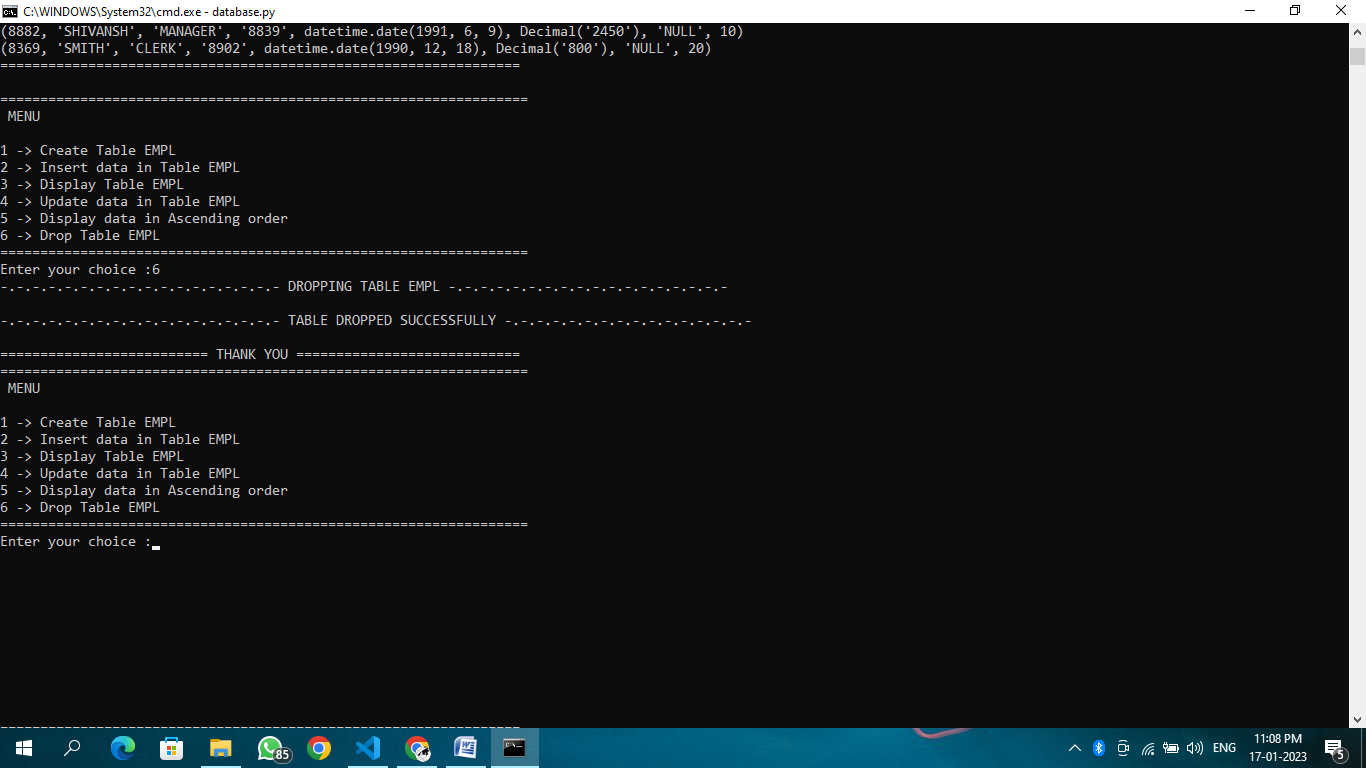 C:\WINDOWS\System32\cmd.exe - database.py
(8882, 'SHIVANSH', 'MANAGER', '8839', datetime.date(1991, 6, 9), Decimal('2450'), 'NULL', 10)
(8369, 'SMITH', 'CLERK', '8902', datetime.date(1990, 12, 18), Decimal('800'), 'NULL', 20)
=================================================================
==================================================================
MENU
1 -> Create Table EMPL
2 -> Insert data in Table EMPL
3 -> Display Table EMPL
4 -> Update data in Table EMPL
5 -> Display data in Ascending order
6 -> Drop Table EMPL
==================================================================
Enter your choice :6
-.-.-.-.-.-.-.-.-.-.-.-.-.-.-.-.-.- DROPPING TABLE EMPL -.-.-.-.-.-.-.-.-.-.-.-.-.-.-.-.-.-
-.-.-.-.-.-.-.-.-.-.-.-.-.-.-.-.-.- TABLE DROPPED SUCCESSFULLY -.-.-.-.-.-.-.-.-.-.-.-.-.-.-.-
========================== THANK YOU ============================
==================================================================
MENU
1 -> Create Table EMPL
2 -> Insert data in Table EMPL
3 -> Display Table EMPL
4 -> Update data in Table EMPL
5 -> Display data in Ascending order
6 -> Drop Table EMPL
==================================================================
Enter your choice :
85
ENG
11:08 PM
17-01-2023
5